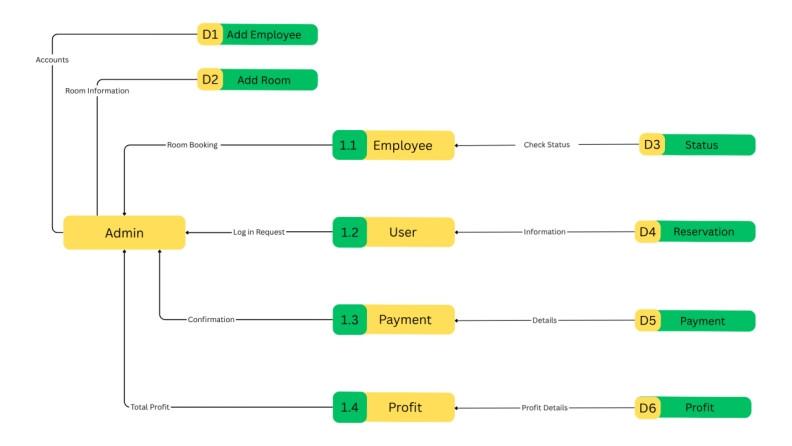 D1 Add Employee
Accounts
D2 Add Room
Room Information
Room Booking
1.1 Employee
Check Status
D3 Status
Admin
Log in Request
1.2 User
Information
D4 Reservation
Confirmation
1.3 Payment
Details
D5 Payment
Total Profit
1.4 Profit
Profit Details
D6 Profit